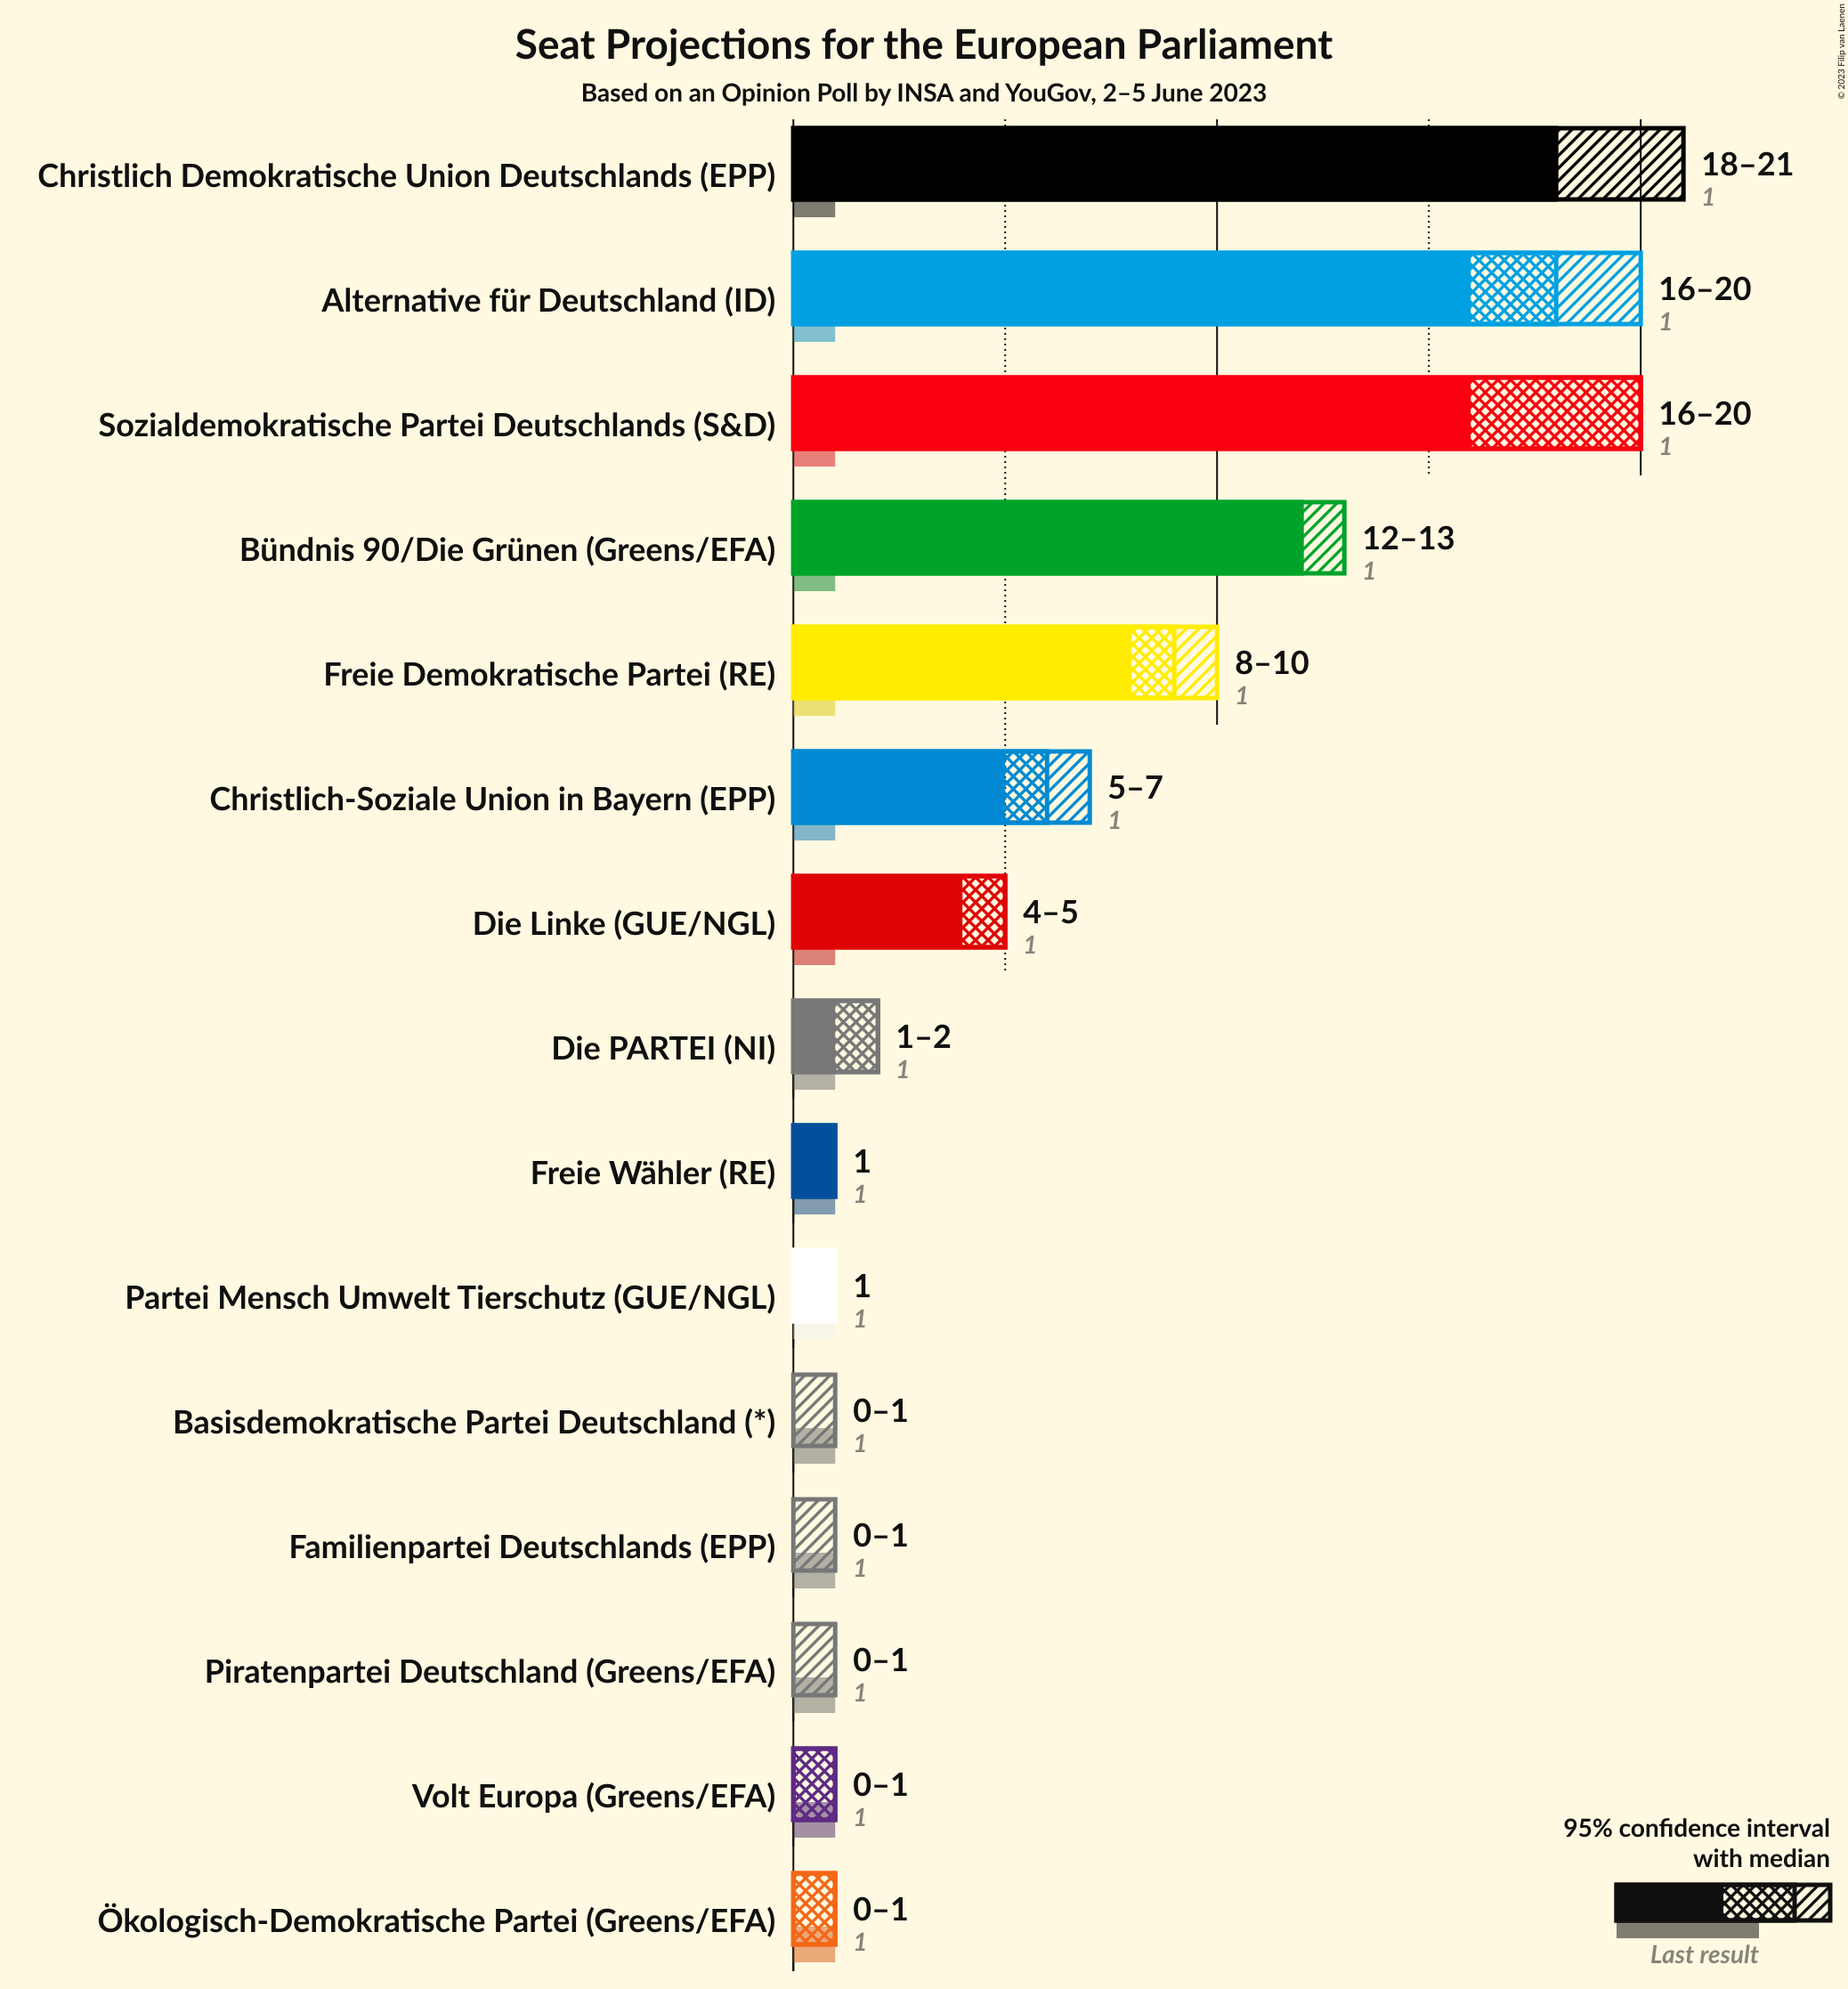 Seat Projections for the European Parliament
Based on an Opinion Poll by INSA and YouGov, 2–5 June 2023
© 2023 Filip van Laenen
Christlich Demokratische Union Deutschlands (EPP)
18–21
1
Alternative für Deutschland (ID)
16–20
1
Sozialdemokratische Partei Deutschlands (S&D)
16–20
1
Bündnis 90/Die Grünen (Greens/EFA)
12–13
1
Freie Demokratische Partei (RE)
8–10
1
Christlich-Soziale Union in Bayern (EPP)
5–7
1
Die Linke (GUE/NGL)
4–5
1
Die PARTEI (NI)
1–2
1
Freie Wähler (RE)
1
1
Partei Mensch Umwelt Tierschutz (GUE/NGL)
1
1
Basisdemokratische Partei Deutschland (*)
0–1
1
Familienpartei Deutschlands (EPP)
0–1
1
Piratenpartei Deutschland (Greens/EFA)
0–1
1
Volt Europa (Greens/EFA)
0–1
1
Ökologisch-Demokratische Partei (Greens/EFA)
0–1
1
95% confidence interval
with median
Last result